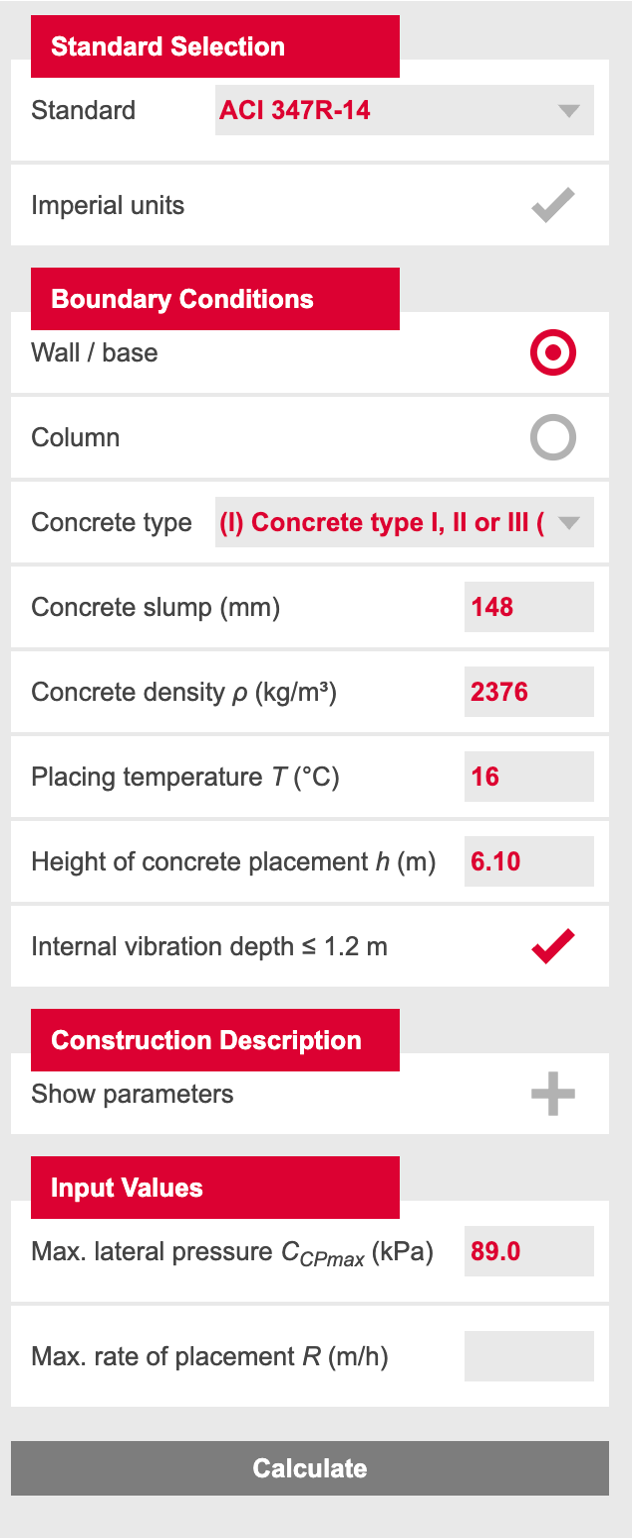 Standard Selection
Standard ACI 347R-14
Imperial units
Boundary Conditions
Wall / base
Column
Concrete type (I) Concrete type I, II or III (
Concrete slump (mm) 148
Concrete density ρ (kg/m³) 2376
Placing temperature T (°C) 16
Height of concrete placement h (m) 6.10
Internal vibration depth ≤ 1.2 m
Construction Description
Show parameters
Input Values
Max. lateral pressure CCPmax (kPa) 89.0
Max. rate of placement R (m/h)
Calculate